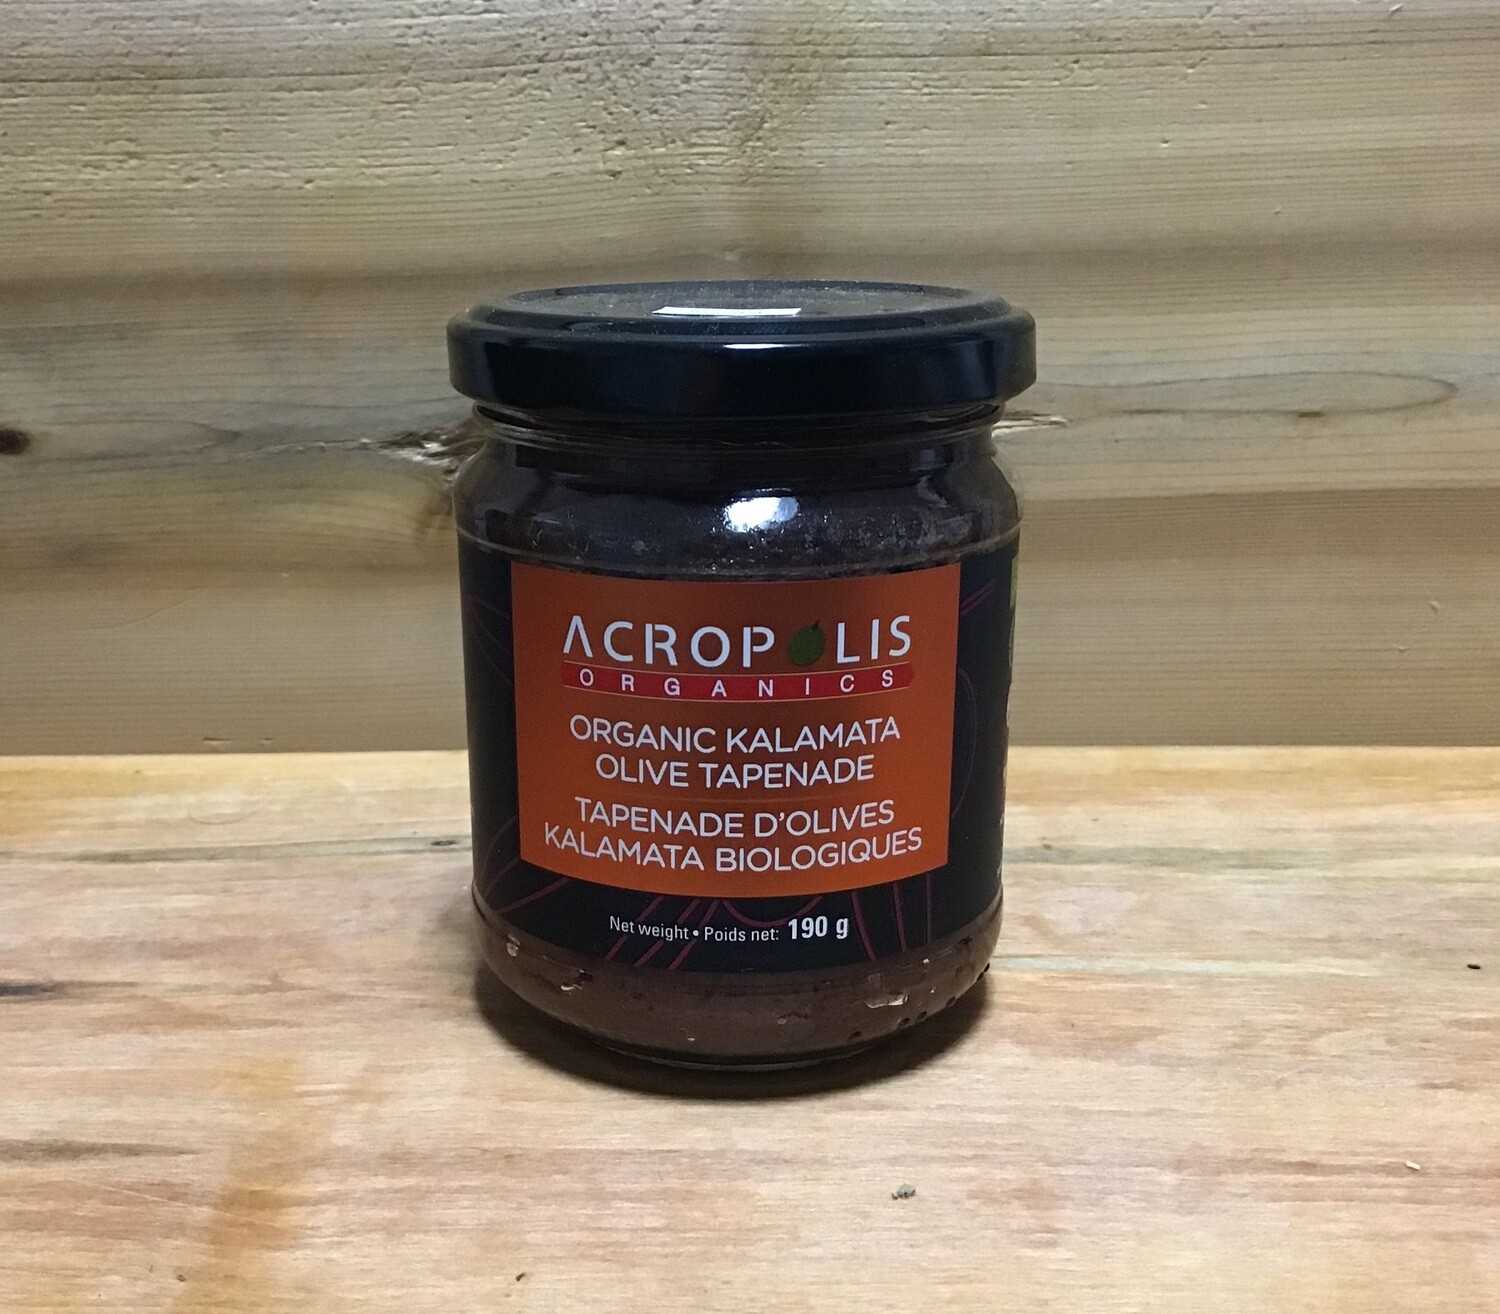 ACROPOLIS
ORGANICS
ORGANIC KALAMATA
OLIVE TAPENADE
TAPENADE D'OLIVES
KALAMATA BIOLOGIQUES
Net weight • Poids net: 190 g